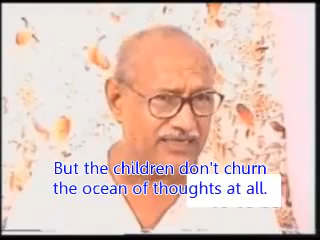 But the children don't churn
the ocean of thoughts at all.